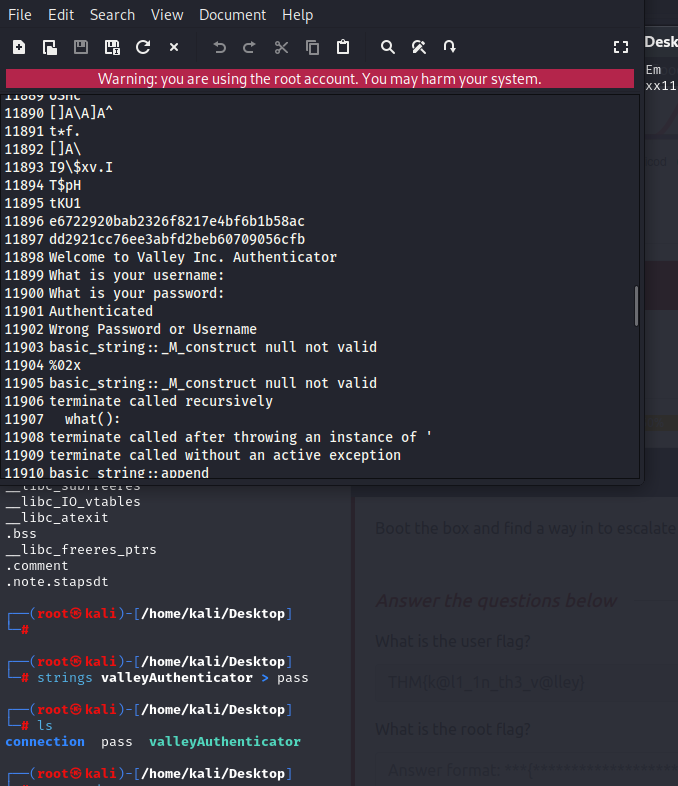 File Edit Search View Document Help
Warning: you are using the root account. You may harm your system.
11889 USHc
11890 []A\A]A^
11891 t*f.
11892 []A\
11893 I9\$xv.I
11894 T$pH
11895 tKU1
11896 e6722920bab2326f8217e4bf6b1b58ac
11897 dd2921cc76ee3abfd2beb60709056cfb
11898 Welcome to Valley Inc. Authenticator
11899 What is your username:
11900 What is your password:
11901 Authenticated
11902 Wrong Password or Username
11903 basic_string::_M_construct null not valid
11904 %02x
11905 basic_string::_M_construct null not valid
11906 terminate called recursively
11907   what():
11908 terminate called after throwing an instance of '
11909 terminate called without an active exception
11910 basic_string::append
Desk
Em
xx11
__libc_subfreeres
__libc_IO_vtables
__libc_atexit
.bss
__libc_freeres_ptrs
.comment
.note.stapsdt
┌──(root㉿kali)-[/home/kali/Desktop]
└─#
┌──(root㉿kali)-[/home/kali/Desktop]
└─# strings valleyAuthenticator > pass
┌──(root㉿kali)-[/home/kali/Desktop]
└─# ls
connection pass valleyAuthenticator
┌──(root㉿kali)-[/home/kali/Desktop]
Boot the box and find a way in to escalate
Answer the questions below
What is the user flag?
THM{k@l1_1n_th3_v@lley}
What is the root flag?
Answer format: ***{******************